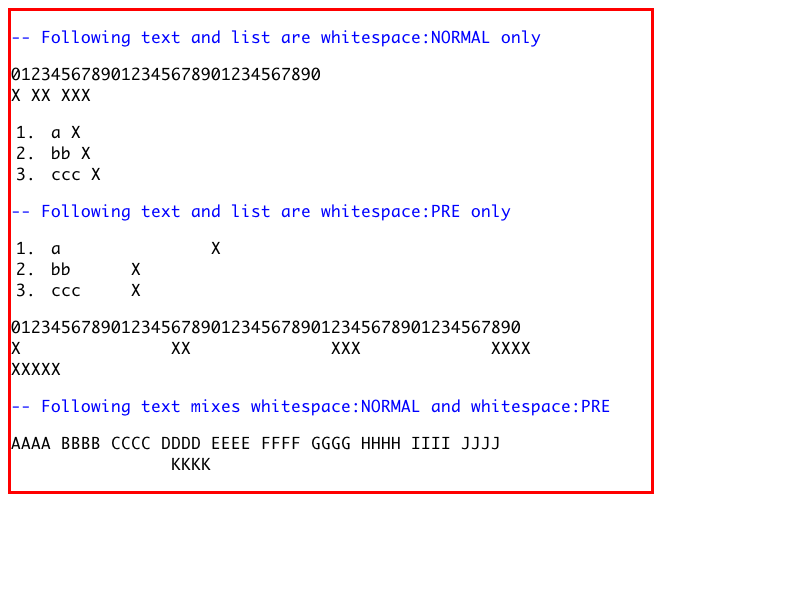 -- Following text and list are whitespace:NORMAL only
0123456789012345678901234567890
X XX XXX
1. a X
2. bb X
3. ccc X
-- Following text and list are whitespace:PRE only
1. a               X
2. bb      X
3. ccc     X
012345678901234567890123456789012345678901234567890
X               XX              XXX             XXXX
XXXXX
-- Following text mixes whitespace:NORMAL and whitespace:PRE
AAAA BBBB CCCC DDDD EEEE FFFF GGGG HHHH IIII JJJJ
                KKKK